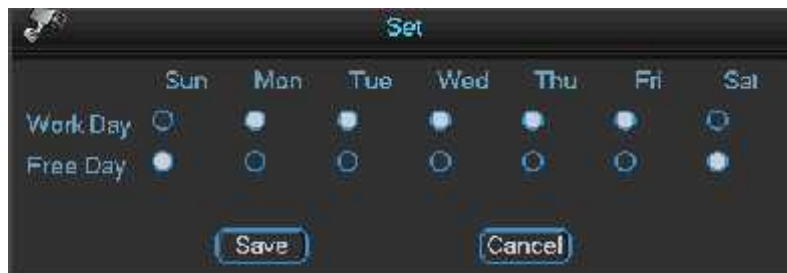 Set
Sun Mon Tue Wed Thu Fri Sat
Work Day
Free Day
Save Cancel